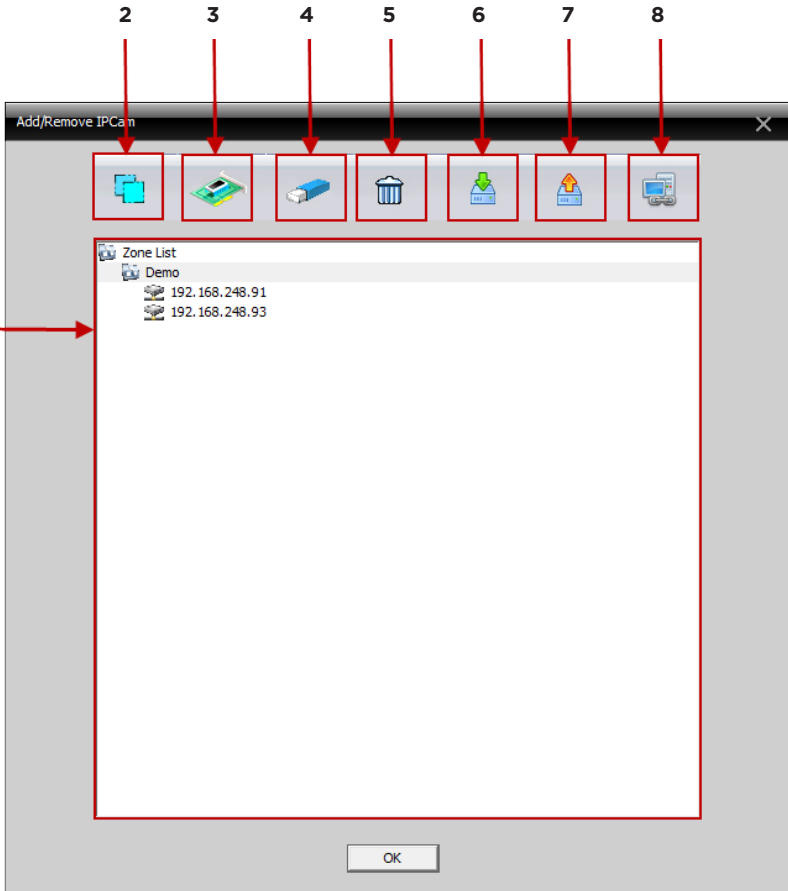 2 3 4 5 6 7 8
Add/Remove IPCam
Zone List
Demo
192.168.248.91
192.168.248.93
OK